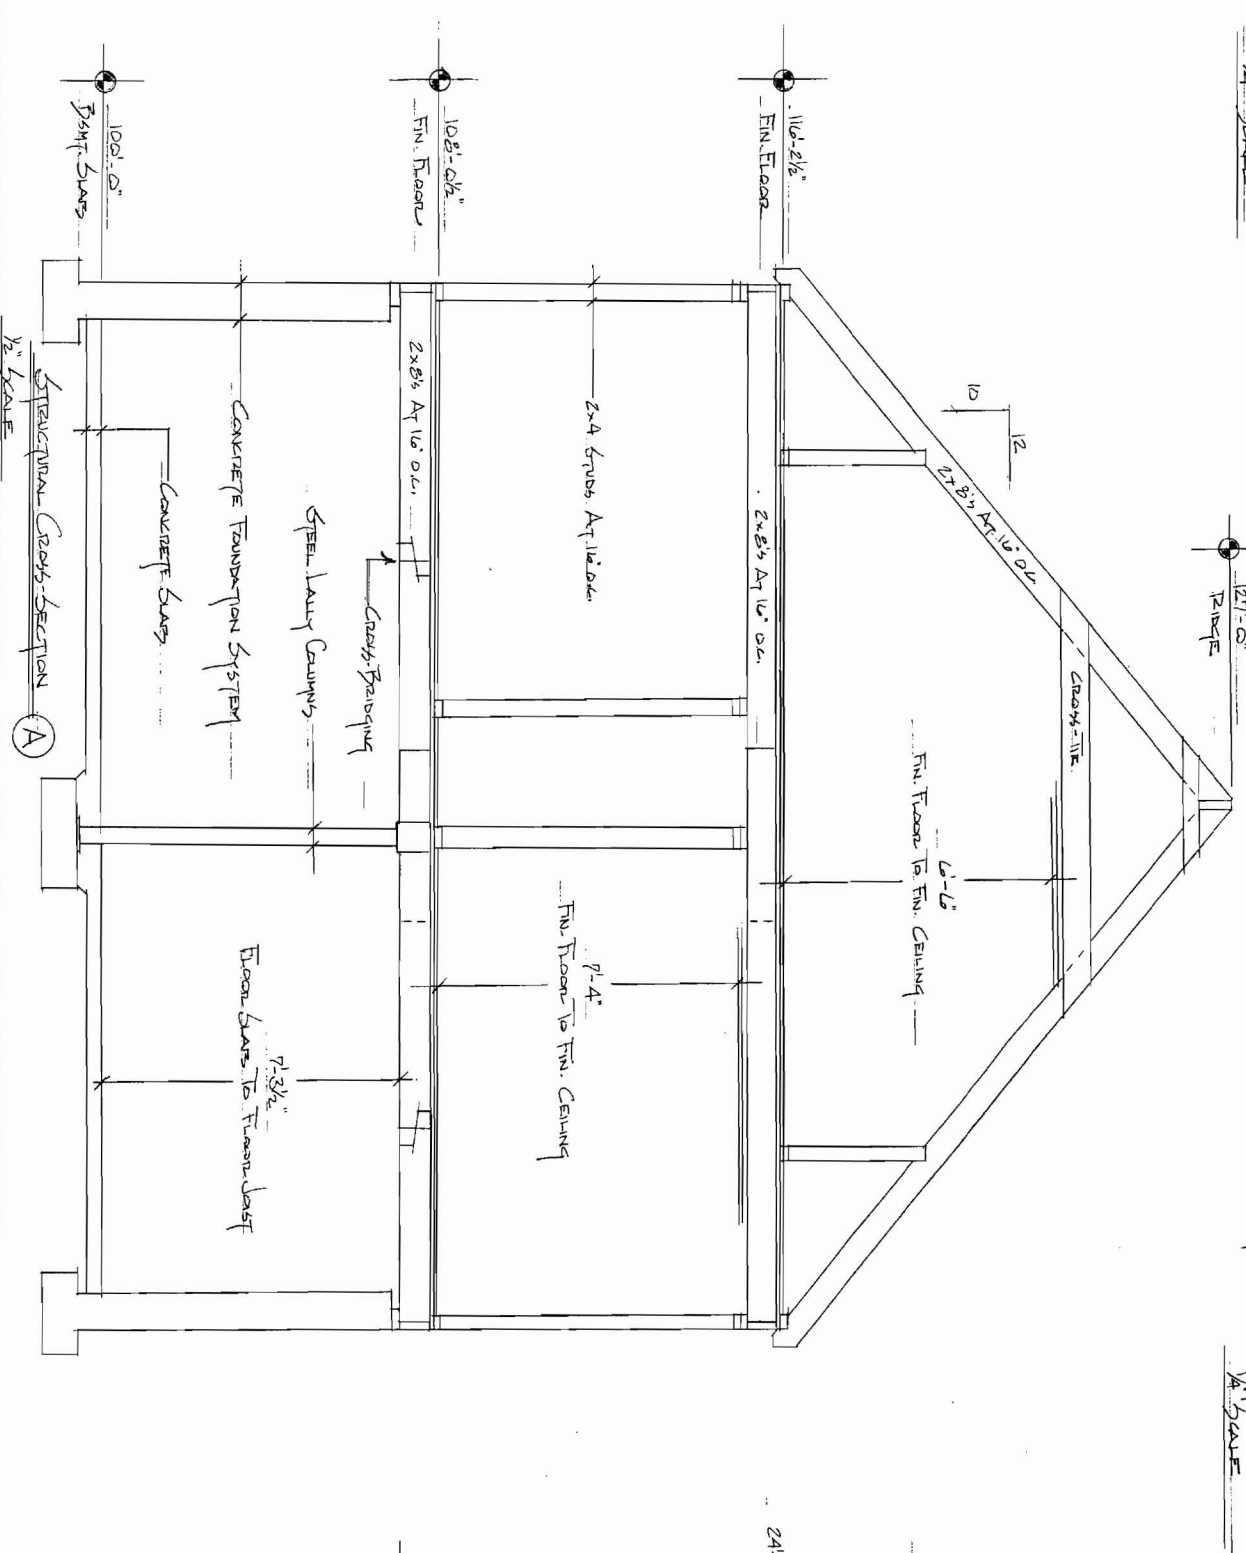 RIDGE
10
12
2x8's AT 16" O.C.
CROSS-TIE
6'-6"
FIN. FLOOR TO FIN. CEILING
116'-2½"
FIN. FLOOR
2x8's AT 16" O.C.
2x4 STUDS AT 16" O.C.
7'-4"
FIN. FLOOR TO FIN. CEILING
108'-0½"
FIN. FLOOR
2x8's AT 16" O.C.
CROSS-BRIDGING
STEEL LALLY COLUMNS
7'-3½"
FLOOR SLAB TO FLOOR JOIST
CONCRETE FOUNDATION SYSTEM
CONCRETE SLAB
100'-0"
BSMT. SLAB
STRUCTURAL CROSS-SECTION
A
½" SCALE
¼" SCALE